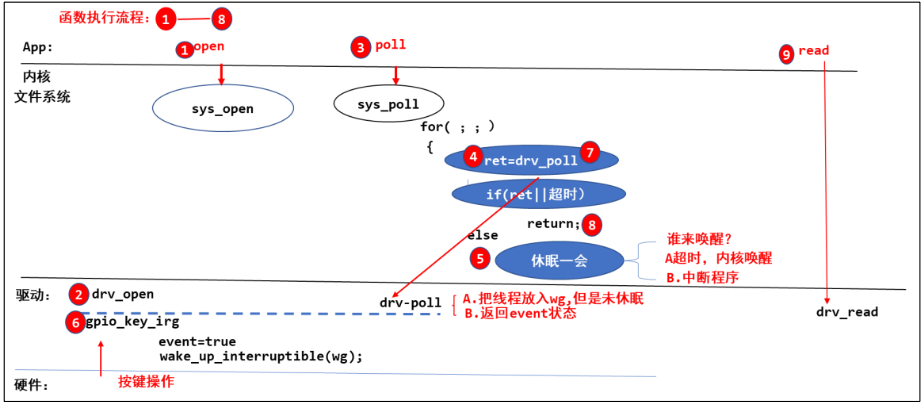 函数执行流程: 1 8
App: 1 open 3 poll 9 read
内核
文件系统
sys_open sys_poll
for( ; ; )
{
4 ret=drv_poll 7
if(ret||超时)
return; 8
else
5 休眠一会
谁来唤醒?
A超时, 内核唤醒
B.中断程序
驱动: 2 drv_open
drv-poll
A.把线程放入wg,但是未休眠
B.返回event状态
drv_read
6 gpio_key_irg
event=true
wake_up_interruptible(wg);
按键操作
硬件: